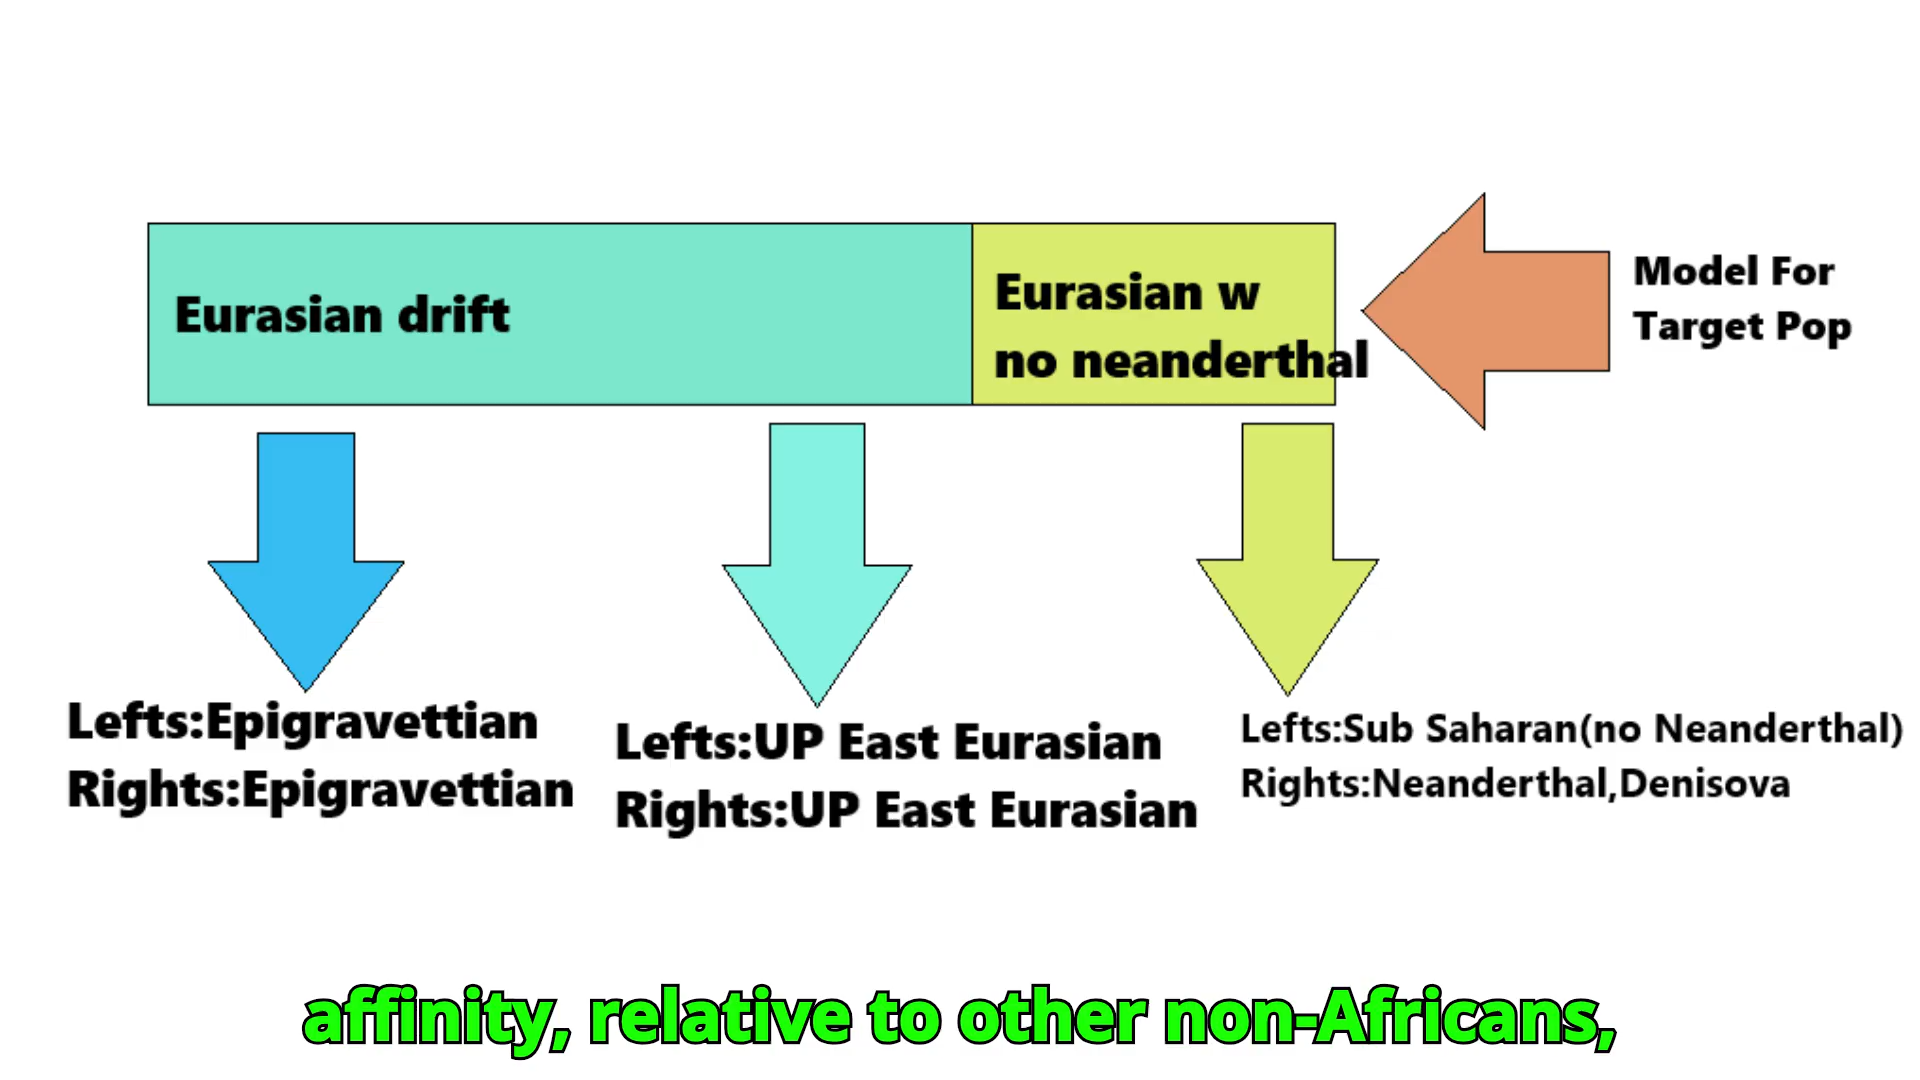 Eurasian drift
Eurasian w
no neanderthal
Model For
Target Pop
Lefts:Epigravettian
Rights:Epigravettian
Lefts:UP East Eurasian
Rights:UP East Eurasian
Lefts:Sub Saharan(no Neanderthal)
Rights:Neanderthal,Denisova
affinity, relative to other non-Africans,